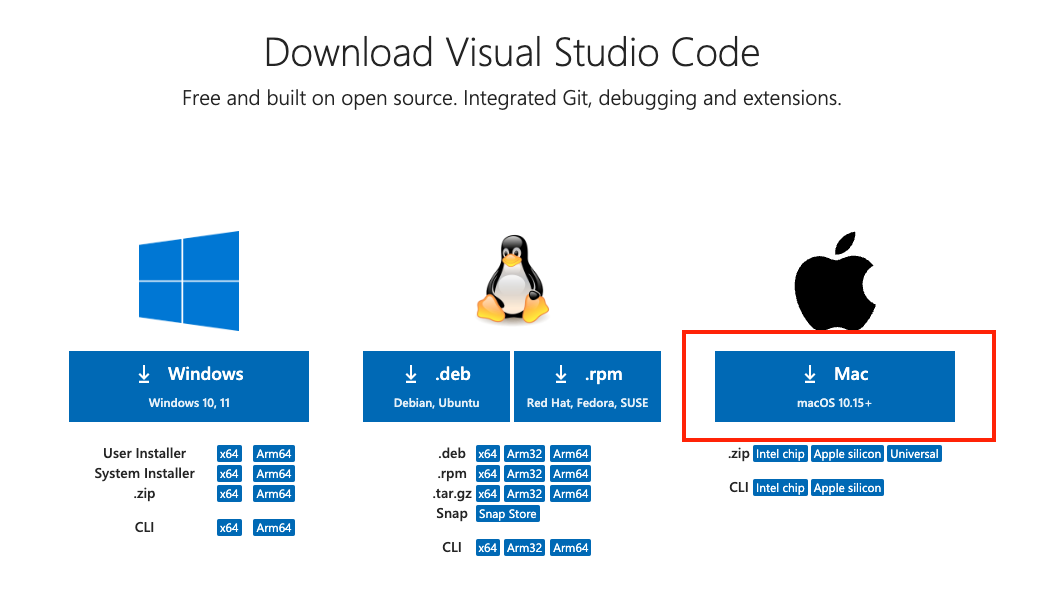 Download Visual Studio Code
Free and built on open source. Integrated Git, debugging and extensions.
Windows
Windows 10, 11
User Installer x64 Arm64
System Installer x64 Arm64
.zip x64 Arm64
CLI x64 Arm64
.deb
Debian, Ubuntu
.rpm
Red Hat, Fedora, SUSE
.deb x64 Arm32 Arm64
.rpm x64 Arm32 Arm64
.tar.gz x64 Arm32 Arm64
Snap Snap Store
CLI x64 Arm32 Arm64
Mac
macOS 10.15+
.zip Intel chip Apple silicon Universal
CLI Intel chip Apple silicon